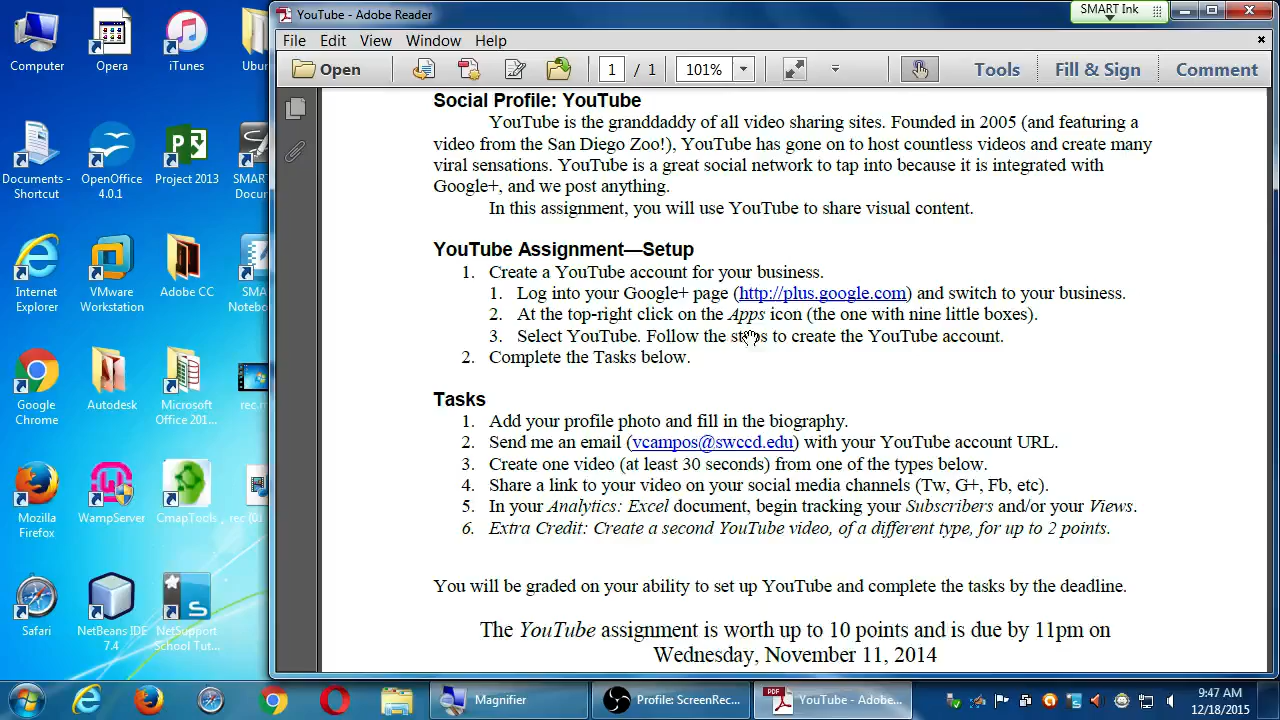 YouTube - Adobe Reader
SMART Ink
File Edit View Window Help
Open
1 / 1
101%
Tools
Fill & Sign
Comment
Computer
Opera
iTunes
Ubur
Documents - Shortcut
OpenOffice 4.0.1
Project 2013
SMAR
Docum
Internet Explorer
VMware Workstation
Adobe CC
SMA
Notebo
Google Chrome
Autodesk
Microsoft Office 201...
rec-n
Mozilla Firefox
WampServer
CmapTools
rec (0)
Safari
NetBeans IDE 7.4
NetSupport School Tut...
Social Profile: YouTube
YouTube is the granddaddy of all video sharing sites. Founded in 2005 (and featuring a
video from the San Diego Zoo!), YouTube has gone on to host countless videos and create many
viral sensations. YouTube is a great social network to tap into because it is integrated with
Google+, and we post anything.
In this assignment, you will use YouTube to share visual content.
YouTube Assignment—Setup
1. Create a YouTube account for your business.
1. Log into your Google+ page (http://plus.google.com) and switch to your business.
2. At the top-right click on the Apps icon (the one with nine little boxes).
3. Select YouTube. Follow the steps to create the YouTube account.
2. Complete the Tasks below.
Tasks
1. Add your profile photo and fill in the biography.
2. Send me an email (vcampos@swccd.edu) with your YouTube account URL.
3. Create one video (at least 30 seconds) from one of the types below.
4. Share a link to your video on your social media channels (Tw, G+, Fb, etc).
5. In your Analytics: Excel document, begin tracking your Subscribers and/or your Views.
6. Extra Credit: Create a second YouTube video, of a different type, for up to 2 points.
You will be graded on your ability to set up YouTube and complete the tasks by the deadline.
The YouTube assignment is worth up to 10 points and is due by 11pm on
Wednesday, November 11, 2014
Magnifier
Profile: ScreenRec...
YouTube - Adobe...
9:47 AM
12/18/2015